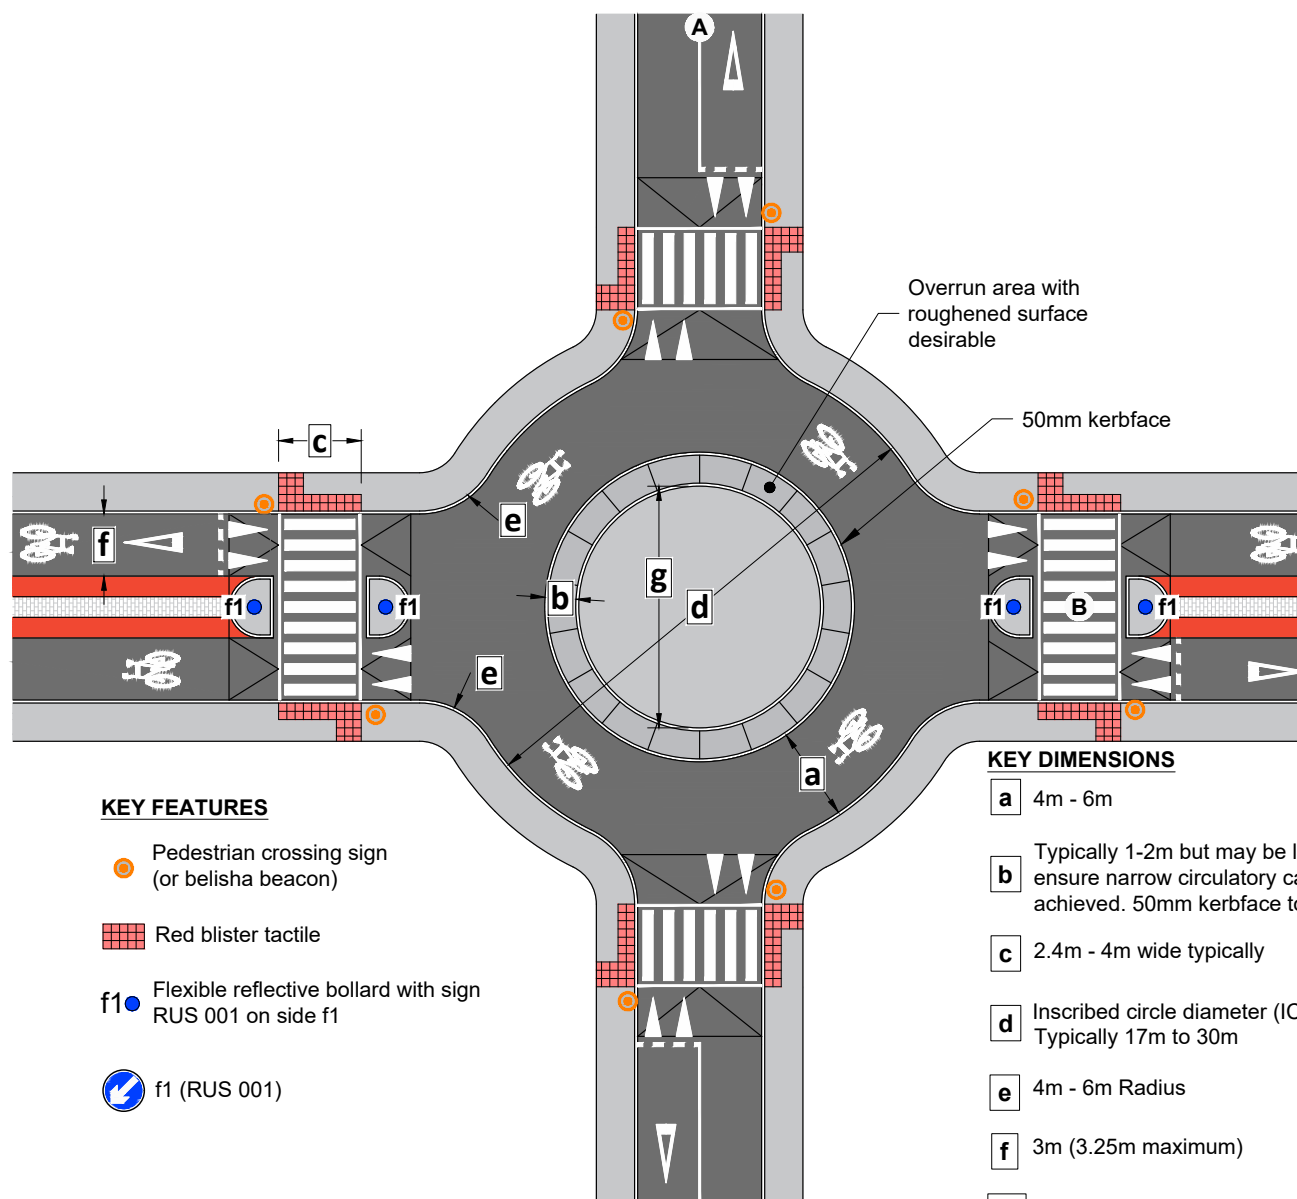 A
Overrun area with
roughened surface
desirable
50mm kerbface
c
e
f
g
b
d
f1
f1
f1
B
f1
e
a
KEY FEATURES
Pedestrian crossing sign
(or belisha beacon)
Red blister tactile
f1
Flexible reflective bollard with sign
RUS 001 on side f1
f1 (RUS 001)
KEY DIMENSIONS
a 4m - 6m
Typically 1-2m but may be
b ensure narrow circulatory
achieved. 50mm kerbface
c 2.4m - 4m wide typically
d Inscribed circle diameter
Typically 17m to 30m
e 4m - 6m Radius
f 3m (3.25m maximum)